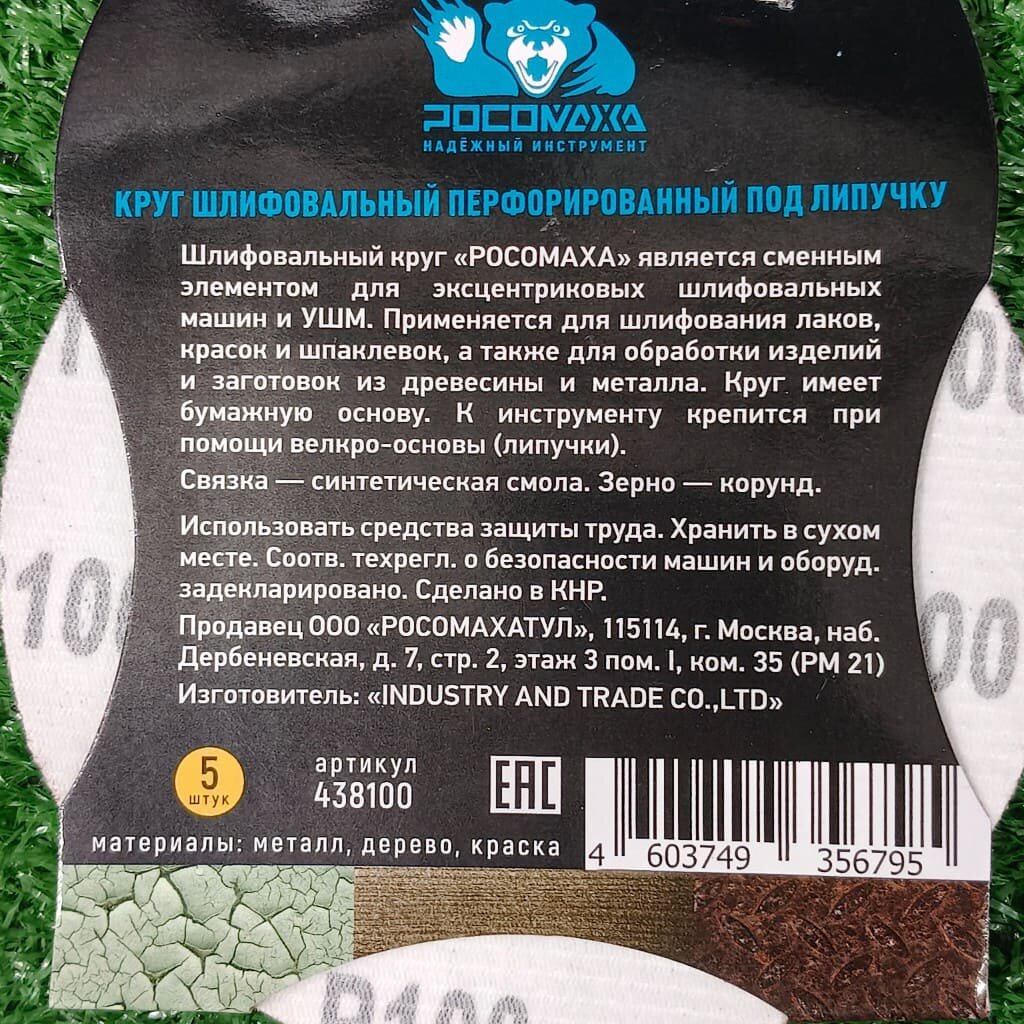 РОСОМАХА
НАДЁЖНЫЙ ИНСТРУМЕНТ
КРУГ ШЛИФОВАЛЬНЫЙ ПЕРФОРИРОВАННЫЙ ПОД ЛИПУЧКУ
Шлифовальный круг «РОСОМАХА» является сменным
элементом для эксцентриковых шлифовальных
машин и УШМ. Применяется для шлифования лаков,
красок и шпаклевок, а также для обработки изделий
и заготовок из древесины и металла. Круг имеет
бумажную основу. К инструменту крепится при
помощи велкро-основы (липучки).
Связка — синтетическая смола. Зерно — корунд.
Использовать средства защиты труда. Хранить в сухом
месте. Соотв. техрегл. о безопасности машин и оборуд.
задекларировано. Сделано в КНР.
Продавец ООО «РОСОМАХАТУЛ», 115114, г. Москва, наб.
Дербеневская, д. 7, стр. 2, этаж 3 пом. I, ком. 35 (РМ 21)
Изготовитель: «INDUSTRY AND TRADE CO.,LTD»
5
штук
артикул
438100
EAC
материалы: металл, дерево, краска
4 603749 356795
P100